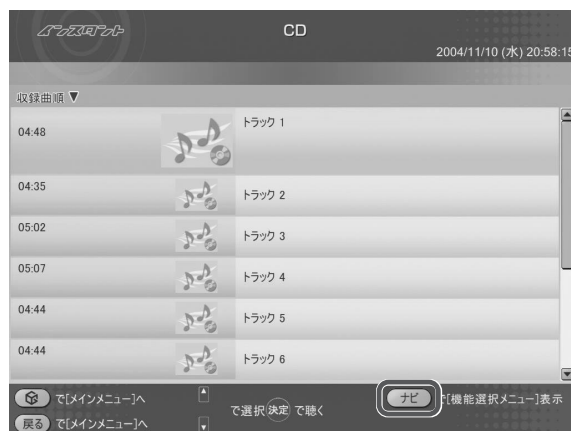 インスタント
CD
2004/11/10 (水) 20:58:15
収録曲順 ▼
04:48 トラック 1
04:35 トラック 2
05:02 トラック 3
05:07 トラック 4
04:44 トラック 5
04:44 トラック 6
で[メインメニュー]へ
で選択 決定 で聴く
ナビ で[機能選択メニュー]表示
戻る で[メインメニュー]へ